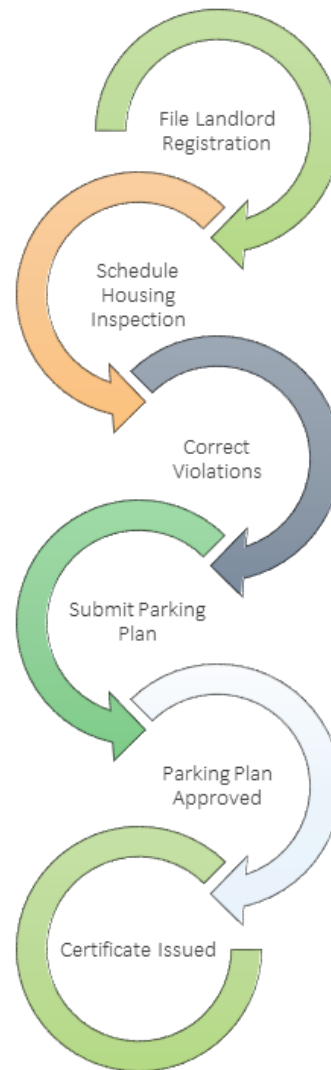 File Landlord
Registration
Schedule
Housing
Inspection
Correct
Violations
Submit Parking
Plan
Parking Plan
Approved
Certificate Issued